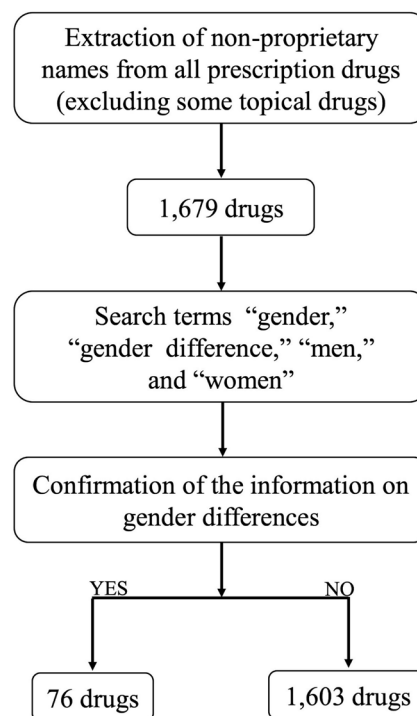 Extraction of non-proprietary
names from all prescription drugs
(excluding some topical drugs)
1,679 drugs
Search terms “gender,”
“gender difference,” “men,”
and “women”
Confirmation of the information on
gender differences
YES
NO
76 drugs
1,603 drugs